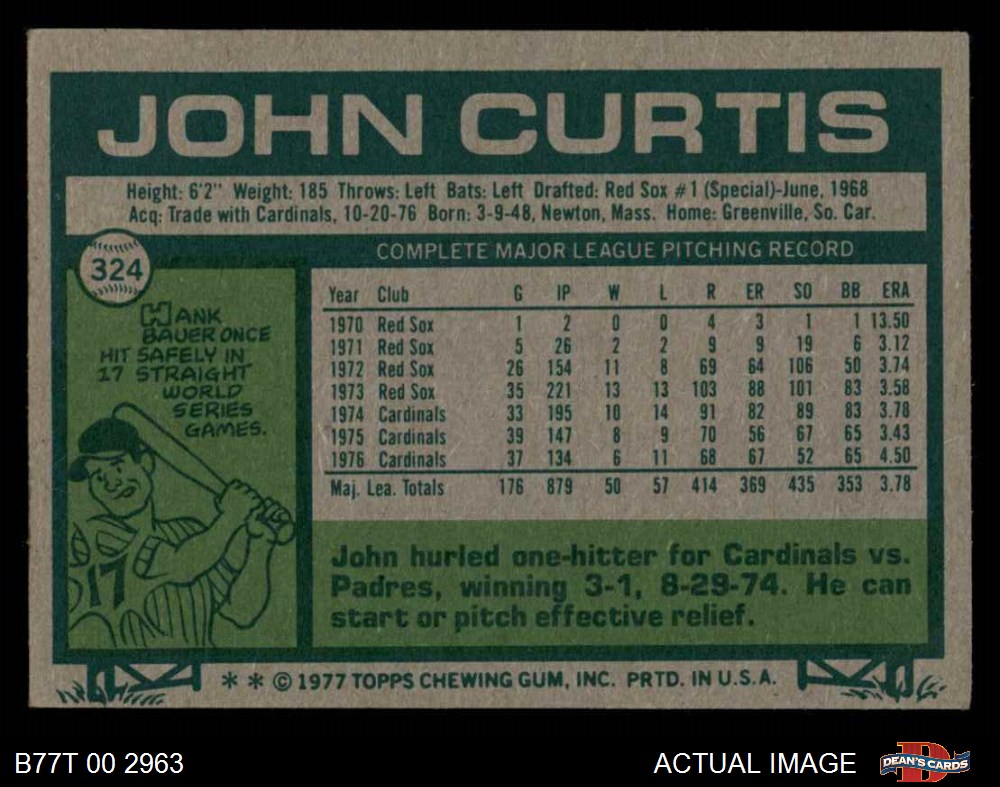 JOHN CURTIS
Height: 6'2" Weight: 185 Throws: Left Bats: Left Drafted: Red Sox #1 (Special)-June, 1968
Acq: Trade with Cardinals, 10-20-76 Born: 3-9-48, Newton, Mass. Home: Greenville, So. Car.
324
HANK
BAUER ONCE
HIT SAFELY IN
17 STRAIGHT
WORLD
SERIES
GAMES.
17
COMPLETE MAJOR LEAGUE PITCHING RECORD
Year Club G IP W L R ER SO BB ERA
1970 Red Sox 1 2 0 0 4 3 1 1 13.50
1971 Red Sox 5 26 2 2 9 9 19 6 3.12
1972 Red Sox 26 154 11 8 69 64 106 50 3.74
1973 Red Sox 35 221 13 13 103 88 101 83 3.58
1974 Cardinals 33 195 10 14 91 82 89 83 3.78
1975 Cardinals 39 147 8 9 70 56 67 65 3.43
1976 Cardinals 37 134 6 11 68 67 52 65 4.50
Maj. Lea. Totals 176 879 50 57 414 369 435 353 3.78
John hurled one-hitter for Cardinals vs.
Padres, winning 3-1, 8-29-74. He can
start or pitch effective relief.
* * © 1977 TOPPS CHEWING GUM, INC. PRTD. IN U.S.A.
B77T 00 2963
ACTUAL IMAGE
DEAN'S CARDS